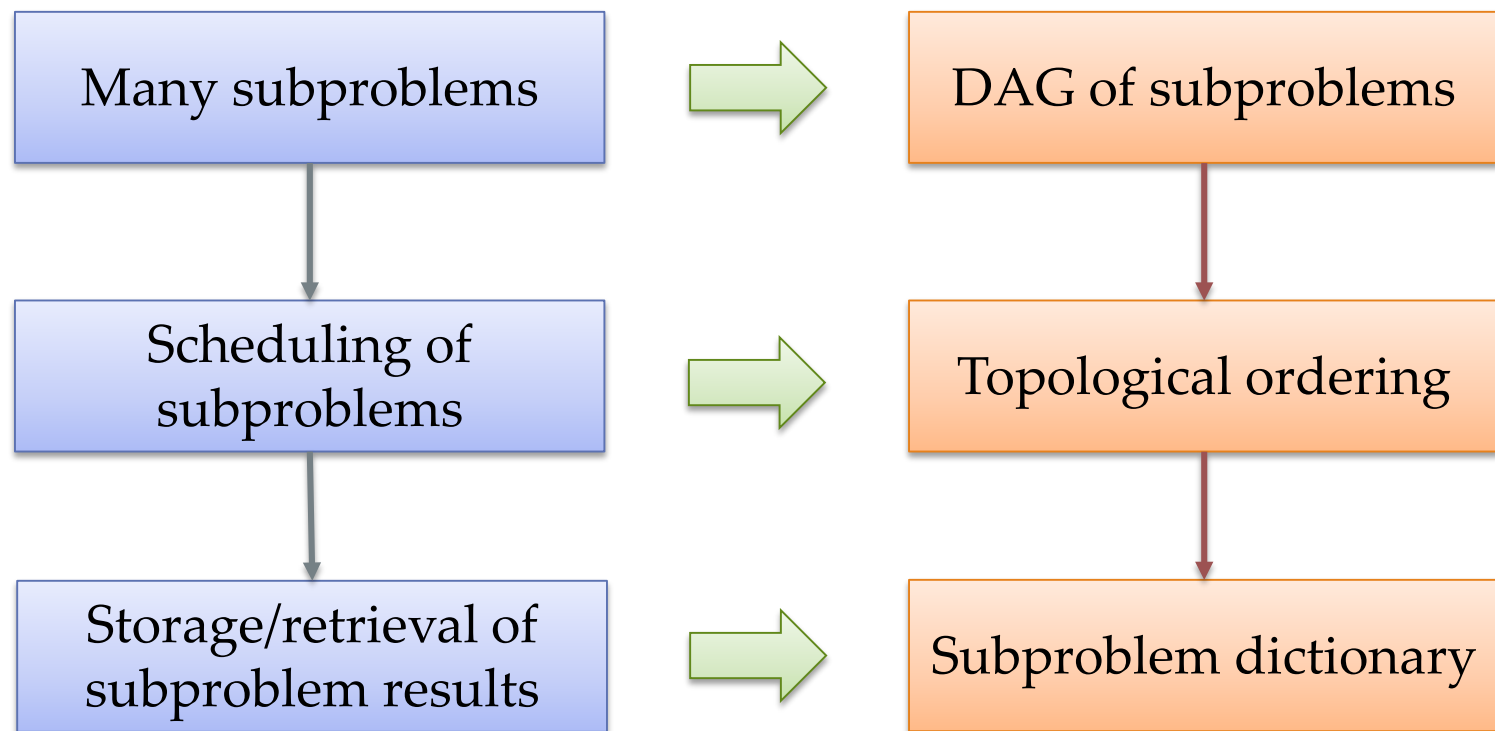 Many subproblems
DAG of subproblems
Scheduling of
subproblems
Topological ordering
Storage/retrieval of
subproblem results
Subproblem dictionary